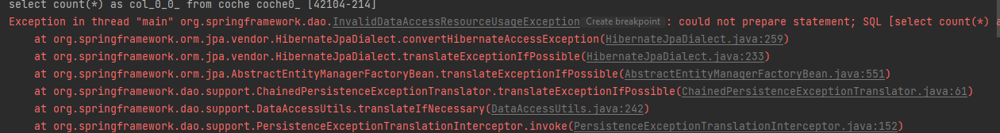 select count(*) as col_0_0_ from coche coche0_ [42104-214]
Exception in thread "main" org.springframework.dao.InvalidDataAccessResourceUsageException Create breakpoint : could not prepare statement; SQL [select count(*) a
at org.springframework.orm.jpa.vendor.HibernateJpaDialect.convertHibernateAccessException(HibernateJpaDialect.java:259)
at org.springframework.orm.jpa.vendor.HibernateJpaDialect.translateExceptionIfPossible(HibernateJpaDialect.java:233)
at org.springframework.orm.jpa.AbstractEntityManagerFactoryBean.translateExceptionIfPossible(AbstractEntityManagerFactoryBean.java:551)
at org.springframework.dao.support.ChainedPersistenceExceptionTranslator.translateExceptionIfPossible(ChainedPersistenceExceptionTranslator.java:61)
at org.springframework.dao.support.DataAccessUtils.translateIfNecessary(DataAccessUtils.java:242)
at org.springframework.dao.support.PersistenceExceptionTranslationInterceptor.invoke(PersistenceExceptionTranslationInterceptor.java:152)